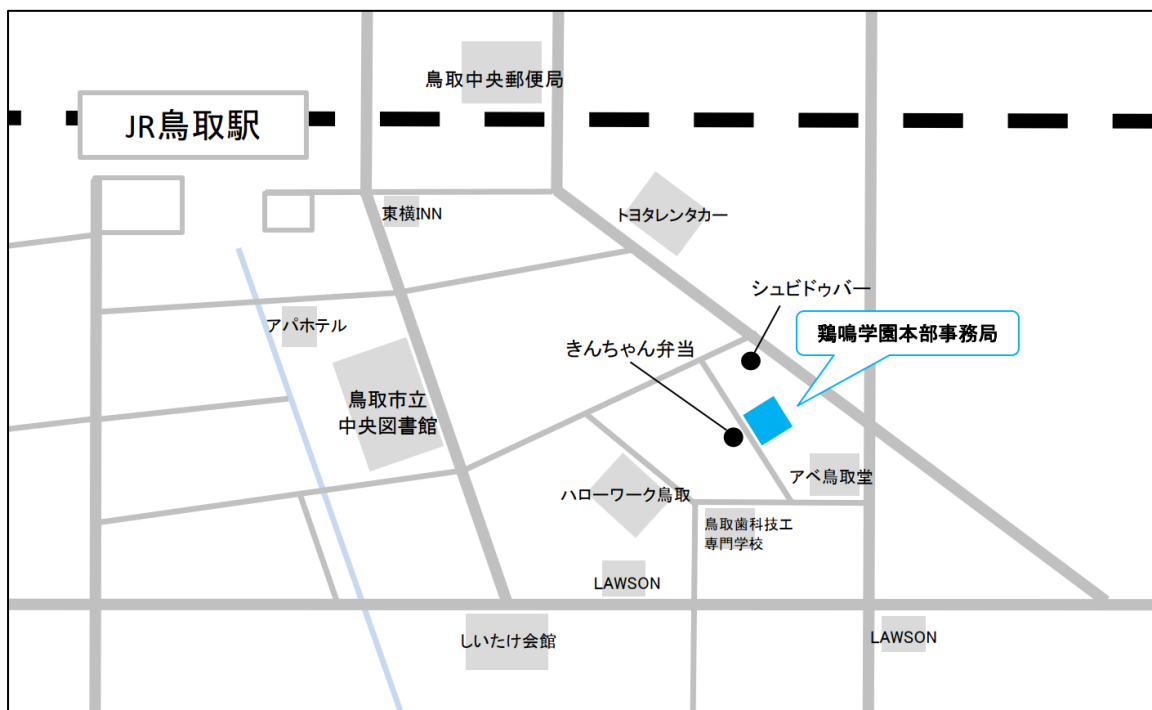 鳥取中央郵便局
JR鳥取駅
東横INN
トヨタレンタカー
シュビドゥバー
アパホテル
鶏鳴学園本部事務局
きんちゃん弁当
鳥取市立
中央図書館
アベ鳥取堂
ハローワーク鳥取
鳥取歯科技工
専門学校
LAWSON
しいたけ会館
LAWSON